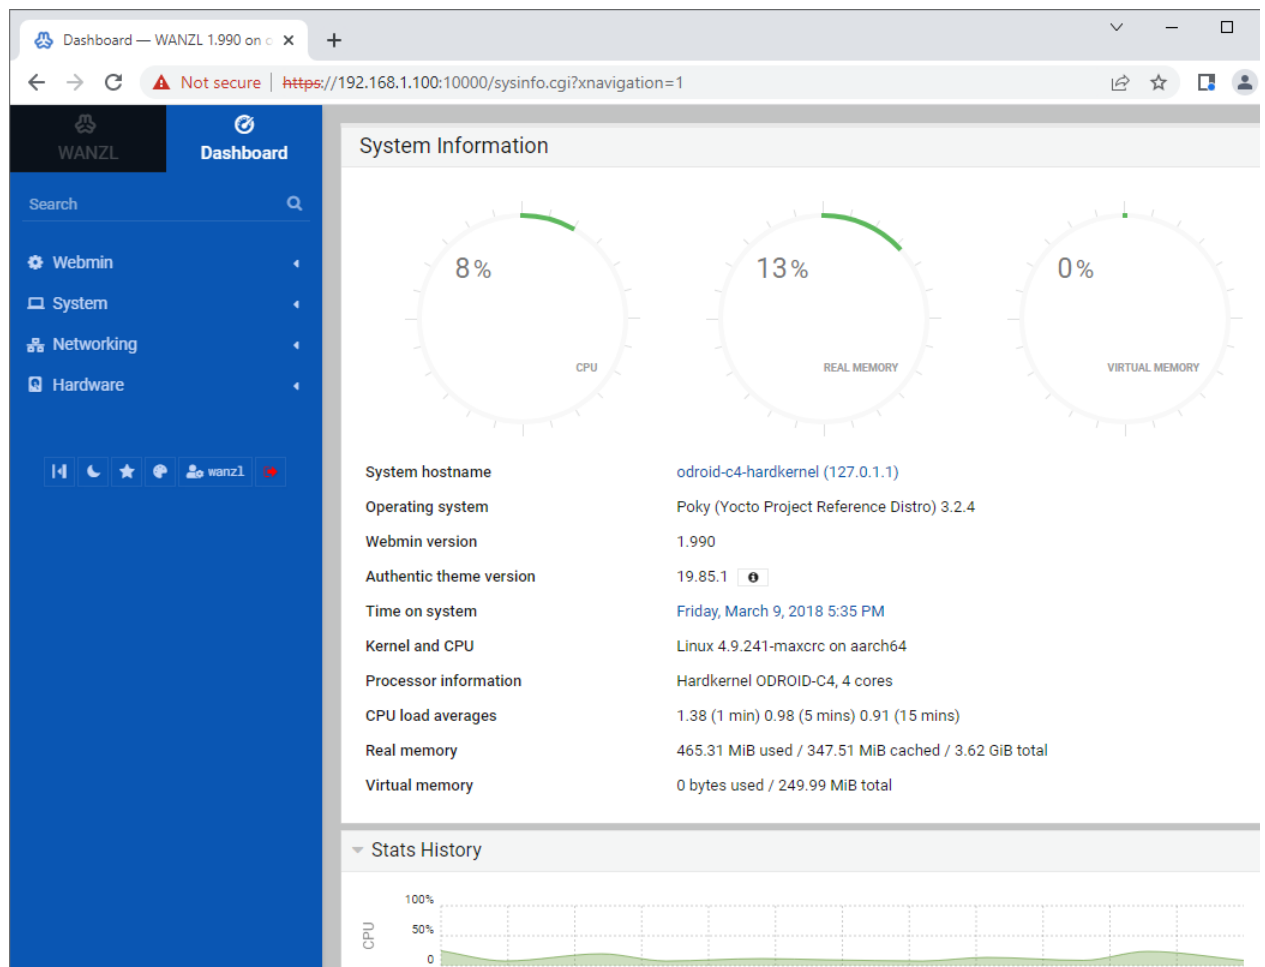 Dashboard — WANZL 1.990 on
Not secure https://192.168.1.100:10000/sysinfo.cgi?xnavigation=1
WANZL
Dashboard
Search
Webmin
System
Networking
Hardware
wanzl
System Information
8%
CPU
13%
REAL MEMORY
0%
VIRTUAL MEMORY
System hostname odroid-c4-hardkernel (127.0.1.1)
Operating system Poky (Yocto Project Reference Distro) 3.2.4
Webmin version 1.990
Authentic theme version 19.85.1
Time on system Friday, March 9, 2018 5:35 PM
Kernel and CPU Linux 4.9.241-maxcrc on aarch64
Processor information Hardkernel ODROID-C4, 4 cores
CPU load averages 1.38 (1 min) 0.98 (5 mins) 0.91 (15 mins)
Real memory 465.31 MiB used / 347.51 MiB cached / 3.62 GiB total
Virtual memory 0 bytes used / 249.99 MiB total
Stats History
CPU
100%
50%
0